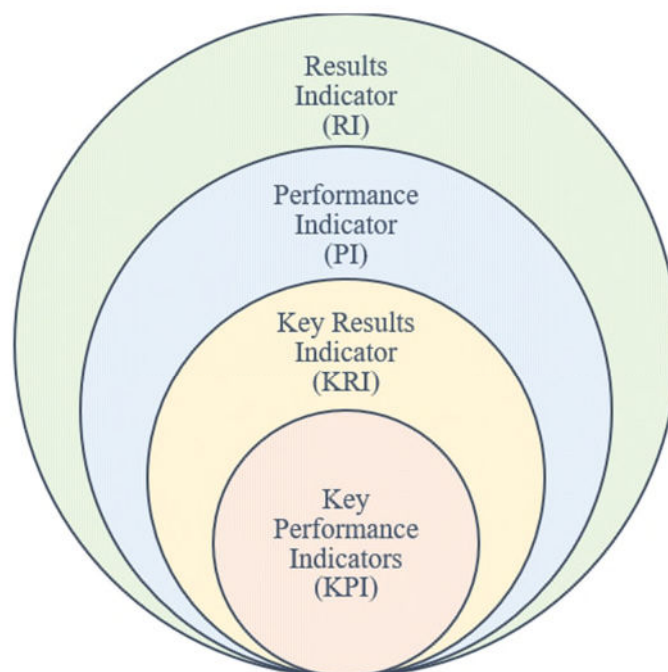 Results
Indicator
(RI)
Performance
Indicator
(PI)
Key Results
Indicator
(KRI)
Key
Performance
Indicators
(KPI)